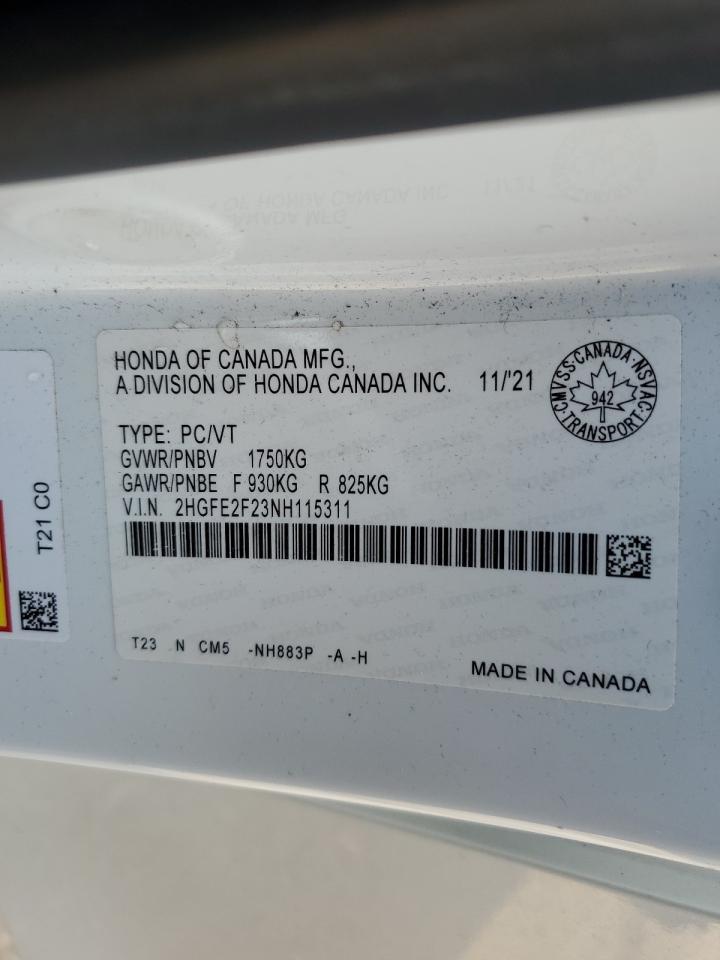 HONDA OF CANADA MFG.,
A DIVISION OF HONDA CANADA INC. 11/'21
CMVSS·CANADA·NSVAC·TRANSPORT·
942
TYPE: PC/VT
GVWR/PNBV 1750KG
GAWR/PNBE F 930KG R 825KG
V.I.N. 2HGFE2F23NH115311
T23 N CM5 -NH883P -A -H
MADE IN CANADA
T21 C0